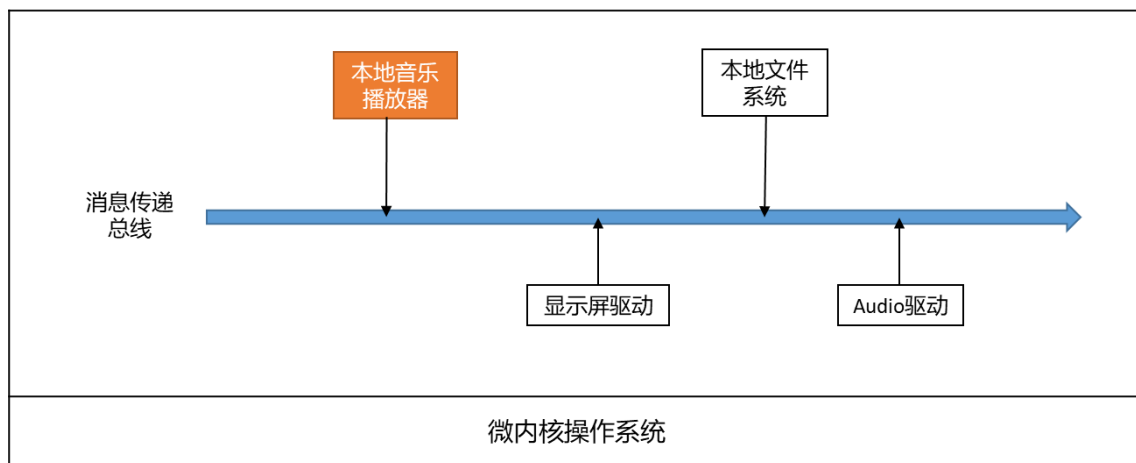 本地音乐
播放器
本地文件
系统
消息传递
总线
显示屏驱动
Audio驱动
微内核操作系统